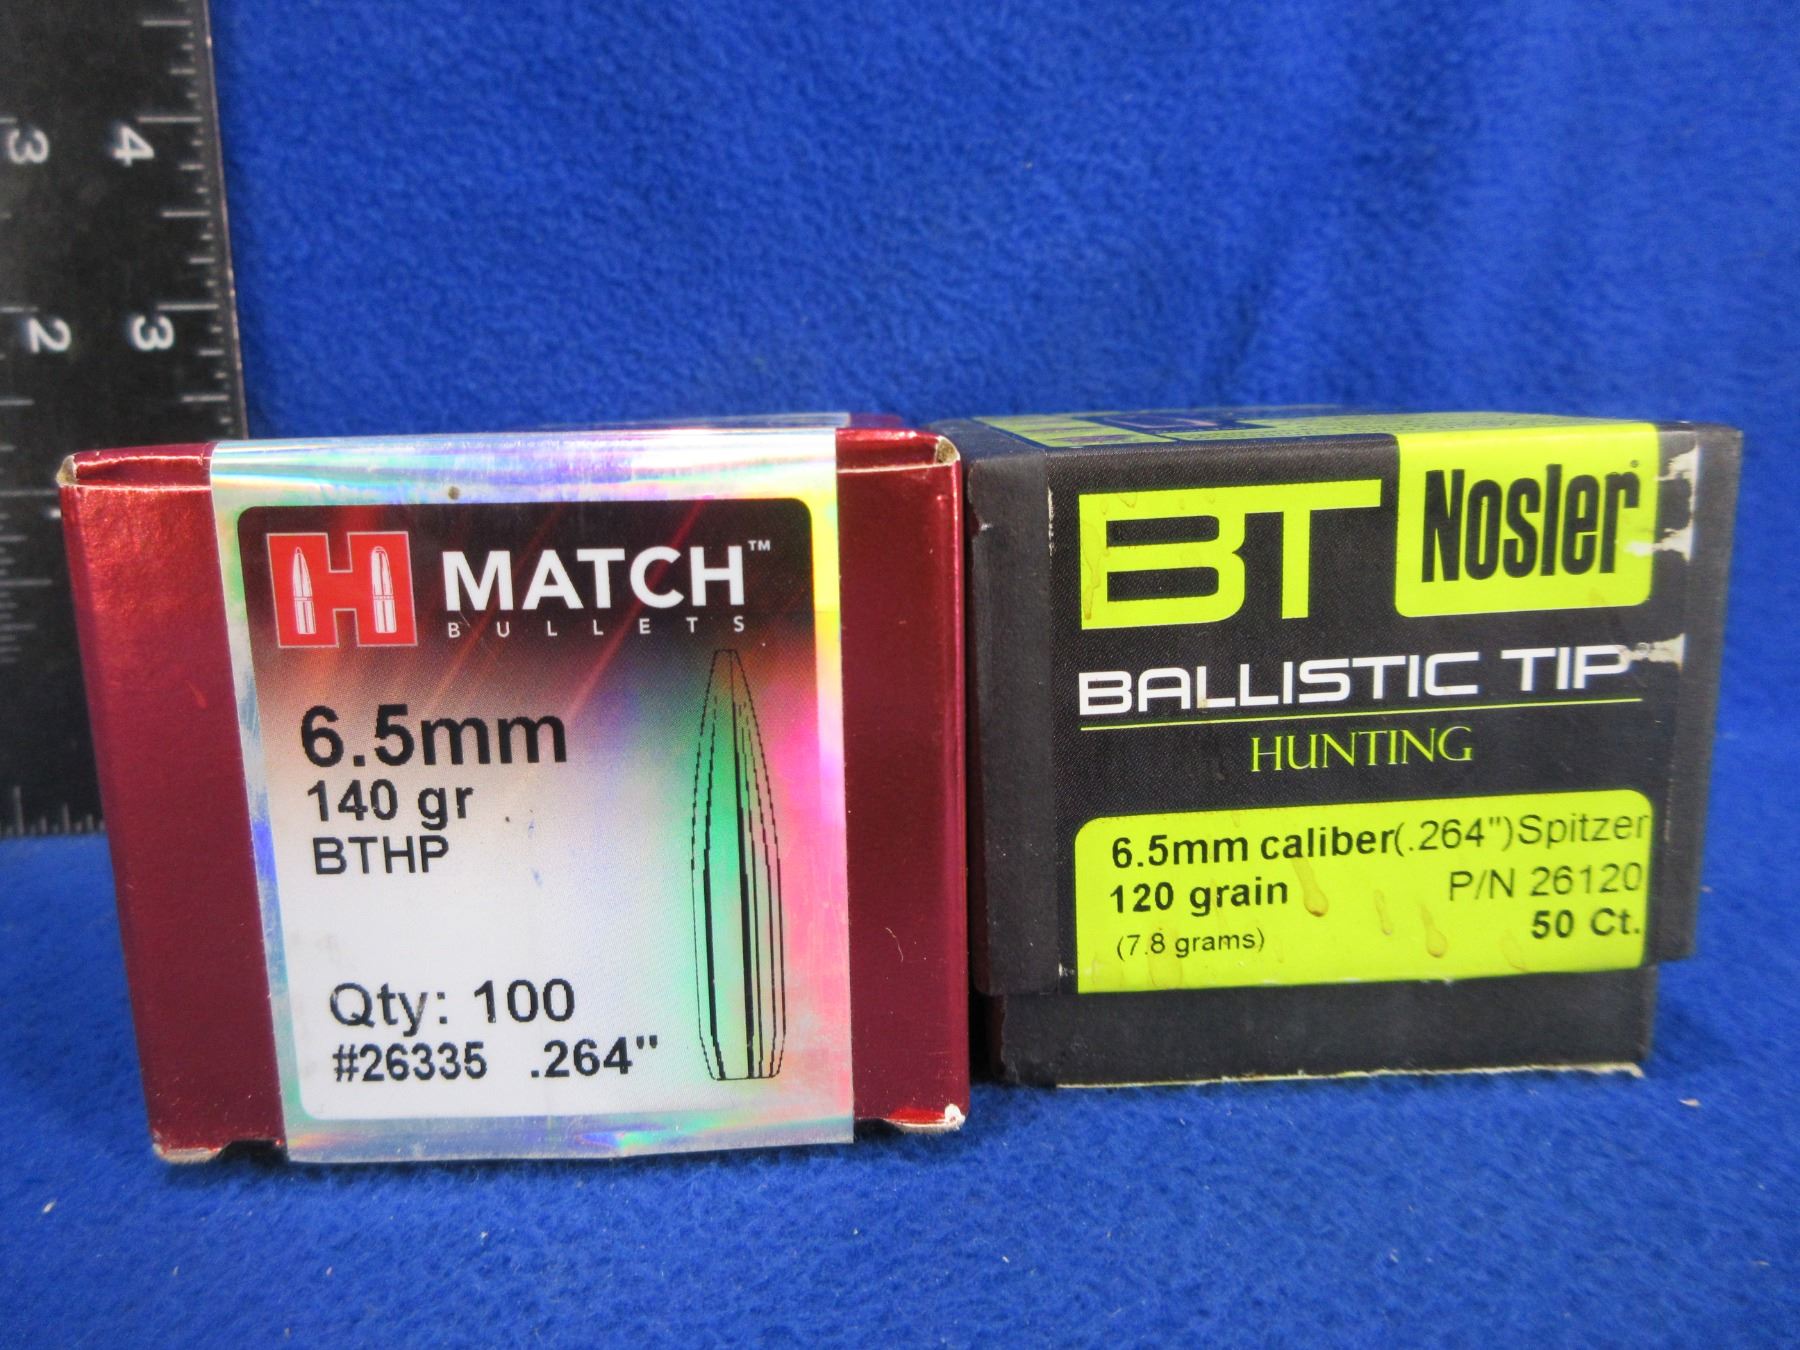 3 4
2 3
H MATCH™
BULLETS
6.5mm
140 gr
BTHP
Qty: 100
#26335 .264"
BT Nosler®
BALLISTIC TIP®
HUNTING
6.5mm caliber(.264")Spitzer
120 grain P/N 26120
(7.8 grams) 50 Ct.